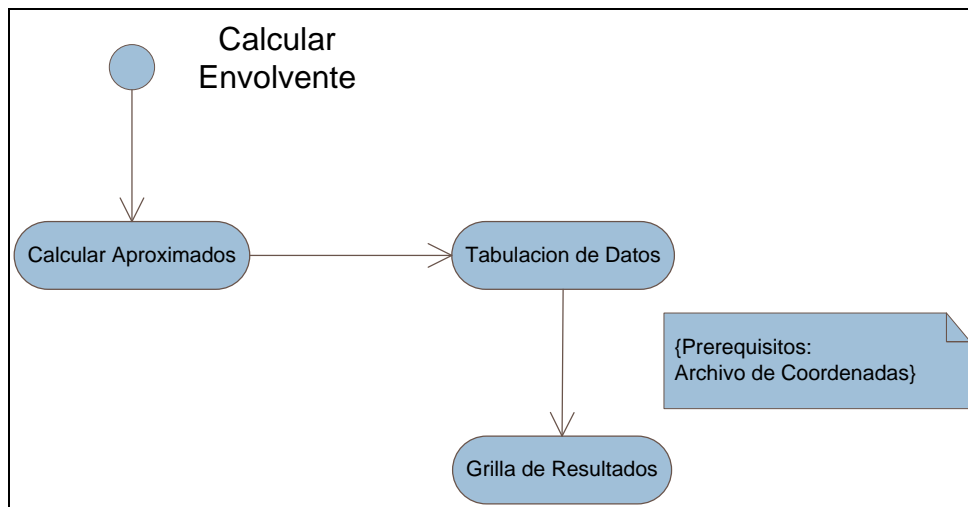 Calcular
Envolvente
Calcular Aproximados
Tabulacion de Datos
{Prerequisitos:
Archivo de Coordenadas}
Grilla de Resultados